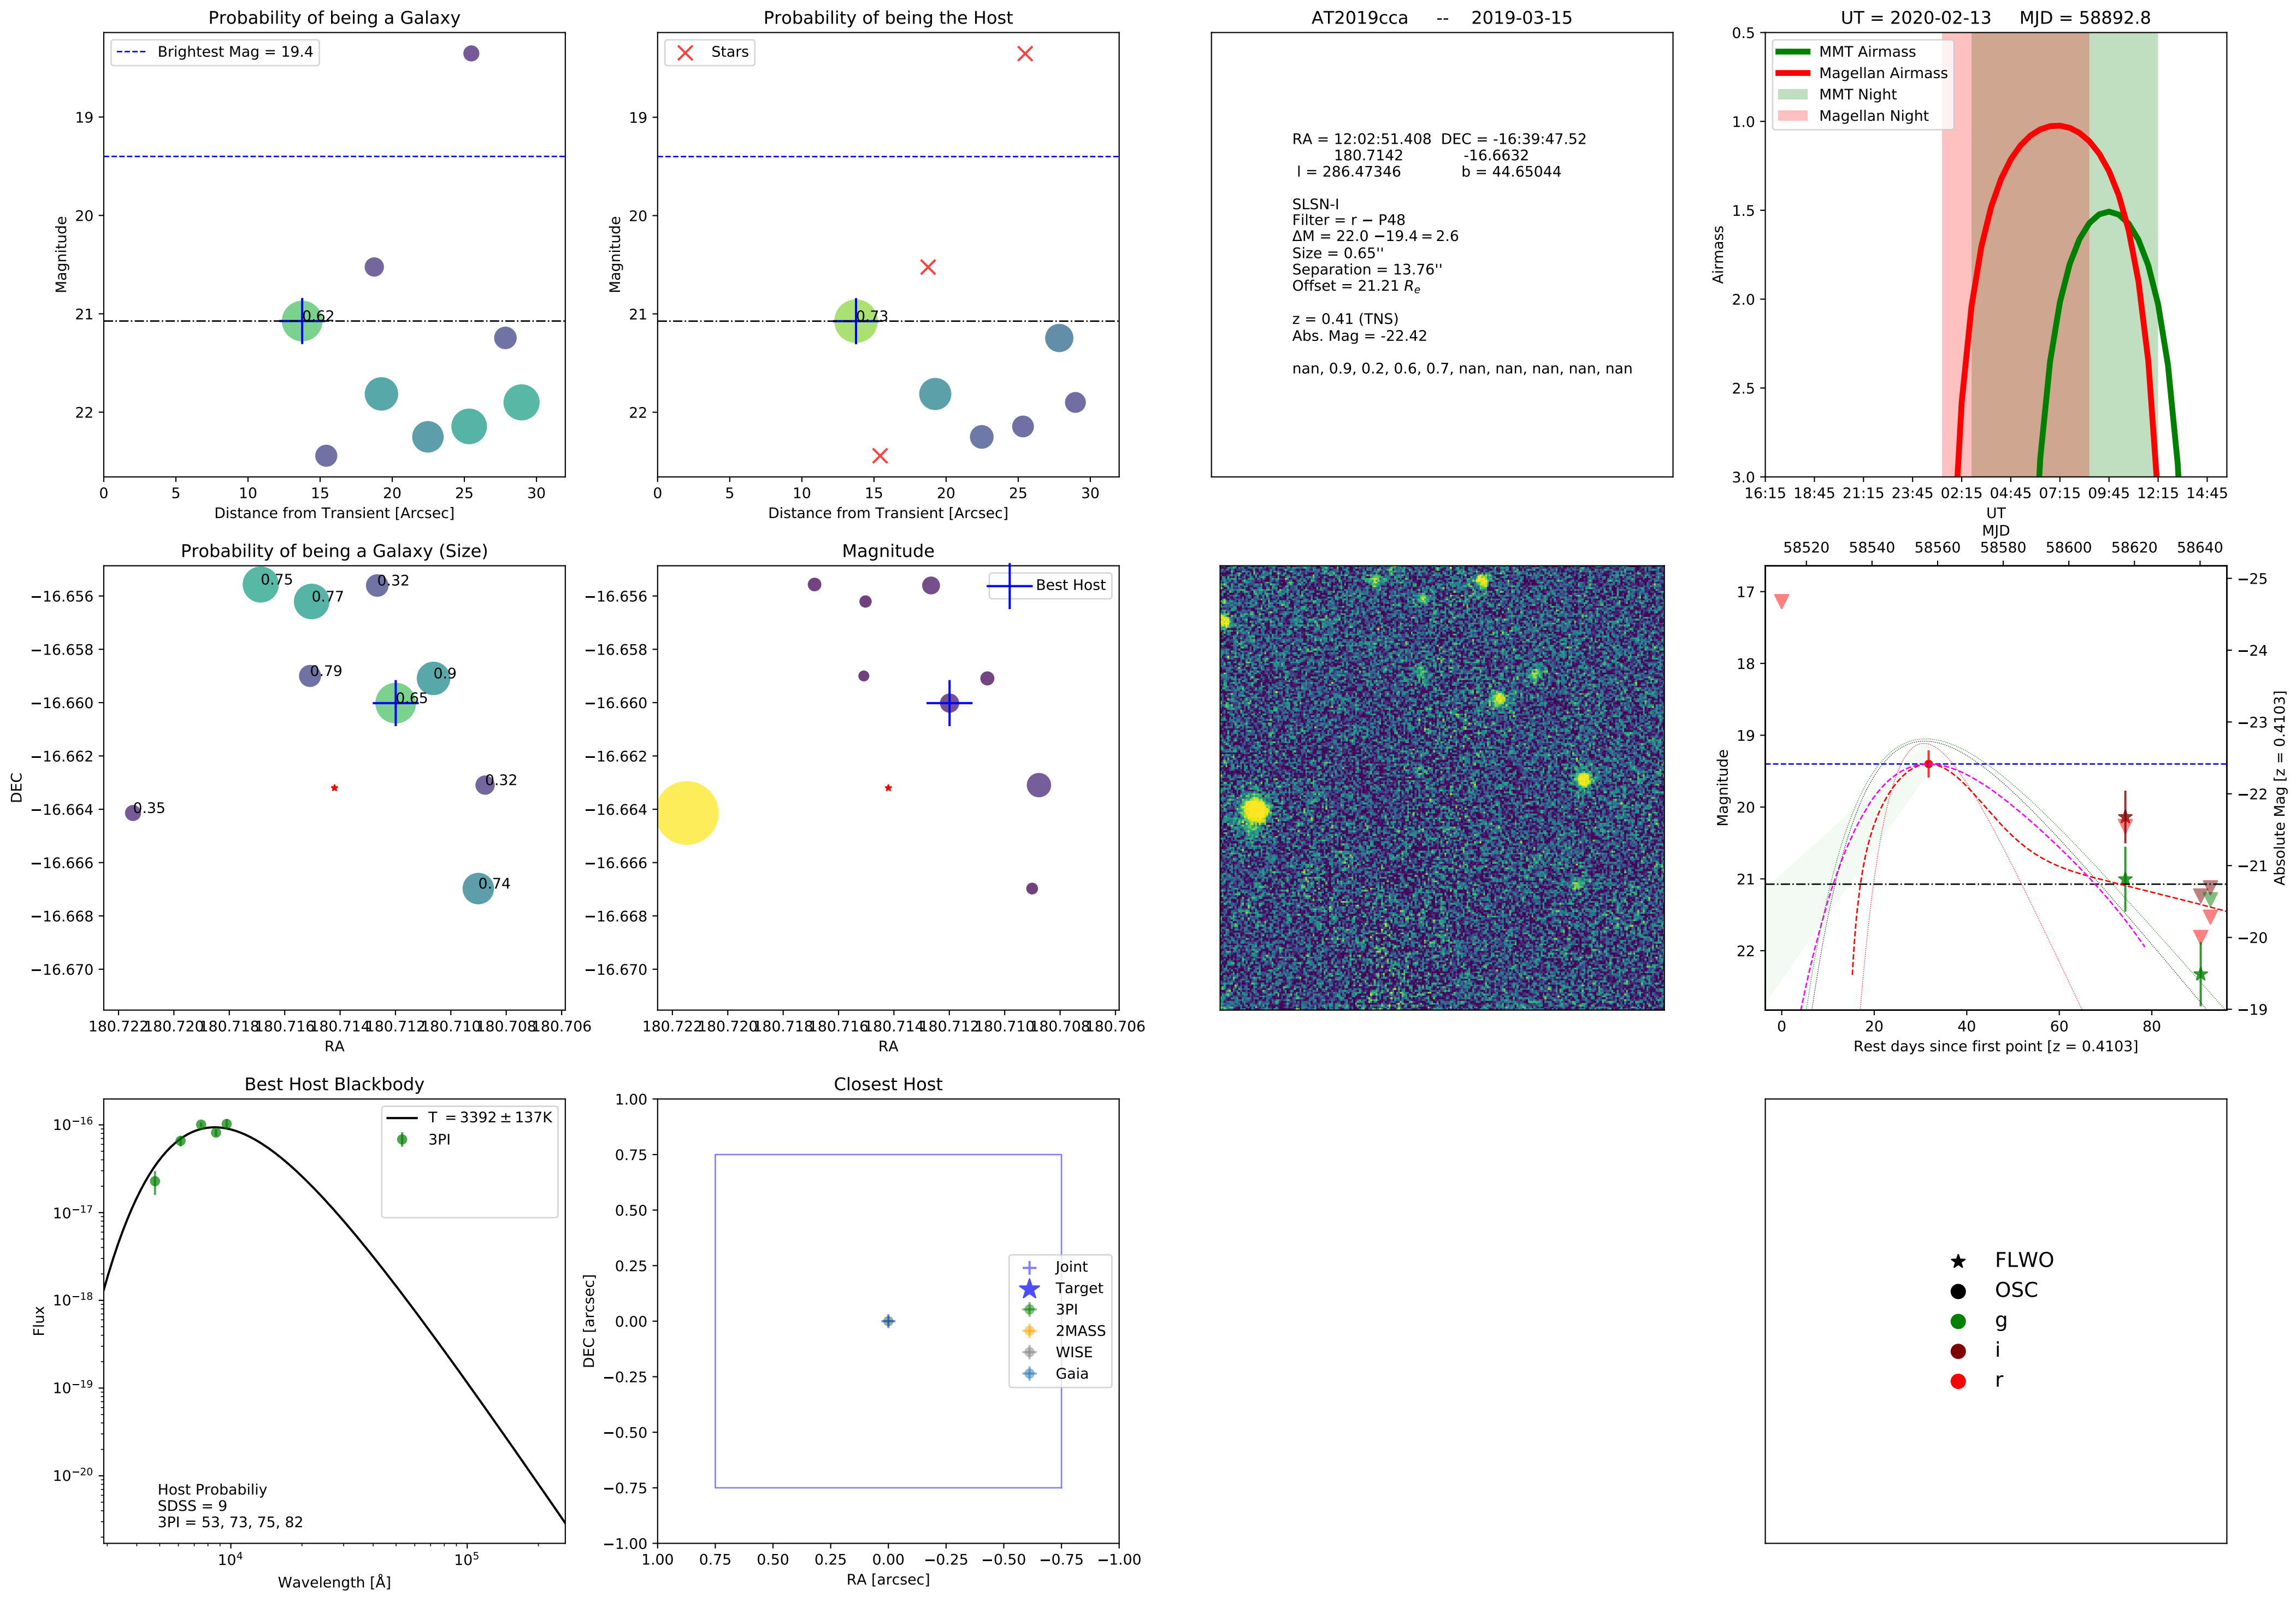 Probability of being a Galaxy
Brightest Mag = 19.4
0.62
19
20
21
22
Magnitude
0
5
10
15
20
25
30
Distance from Transient [Arcsec]
Probability of being the Host
Stars
0.73
19
20
21
22
Magnitude
0
5
10
15
20
25
30
Distance from Transient [Arcsec]
AT2019cca -- 2019-03-15
RA = 12:02:51.408 DEC = -16:39:47.52
180.7142 -16.6632
l = 286.47346 b = 44.65044
SLSN-I
Filter = r − P48
ΔM = 22.0 −19.4 = 2.6
Size = 0.65''
Separation = 13.76''
Offset = 21.21 Re
z = 0.41 (TNS)
Abs. Mag = -22.42
nan, 0.9, 0.2, 0.6, 0.7, nan, nan, nan, nan, nan
UT = 2020-02-13 MJD = 58892.8
MMT Airmass
Magellan Airmass
MMT Night
Magellan Night
0.5
1.0
1.5
2.0
2.5
3.0
Airmass
16:15
18:45
21:15
23:45
02:15
04:45
07:15
09:45
12:15
14:45
UT
Probability of being a Galaxy (Size)
0.75
0.77
0.32
0.79
0.9
0.65
0.32
0.35
0.74
−16.656
−16.658
−16.660
−16.662
−16.664
−16.666
−16.668
−16.670
DEC
180.722
180.720
180.718
180.716
180.714
180.712
180.710
180.708
180.706
RA
Magnitude
Best Host
−16.656
−16.658
−16.660
−16.662
−16.664
−16.666
−16.668
−16.670
180.722
180.720
180.718
180.716
180.714
180.712
180.710
180.708
180.706
RA
MJD
58520
58540
58560
58580
58600
58620
58640
17
18
19
20
21
22
Magnitude
−25
−24
−23
−22
−21
−20
−19
Absolute Mag [z = 0.4103]
0
20
40
60
80
Rest days since first point [z = 0.4103]
Best Host Blackbody
T = 3392 ± 137K
3PI
10−16
10−17
10−18
10−19
10−20
Flux
Host Probabiliy
SDSS = 9
3PI = 53, 73, 75, 82
104
105
Wavelength [Å]
Closest Host
Joint
Target
3PI
2MASS
WISE
Gaia
1.00
0.75
0.50
0.25
0.00
−0.25
−0.50
−0.75
−1.00
DEC [arcsec]
1.00
0.75
0.50
0.25
0.00
−0.25
−0.50
−0.75
−1.00
RA [arcsec]
FLWO
OSC
g
i
r